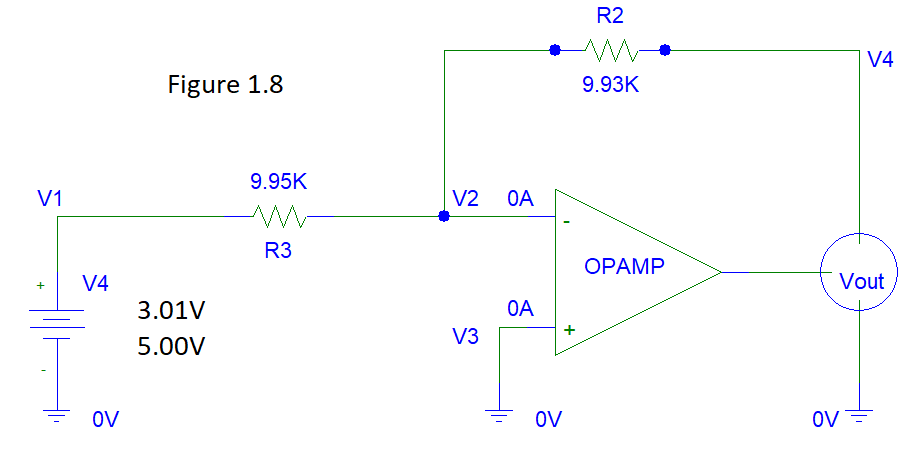 R2
V4
9.93K
Figure 1.8
9.95K
V1
V2 0A
-
R3
OPAMP
+ V4
Vout
3.01V
0A
+
V3
5.00V
-
0V
0V
0V